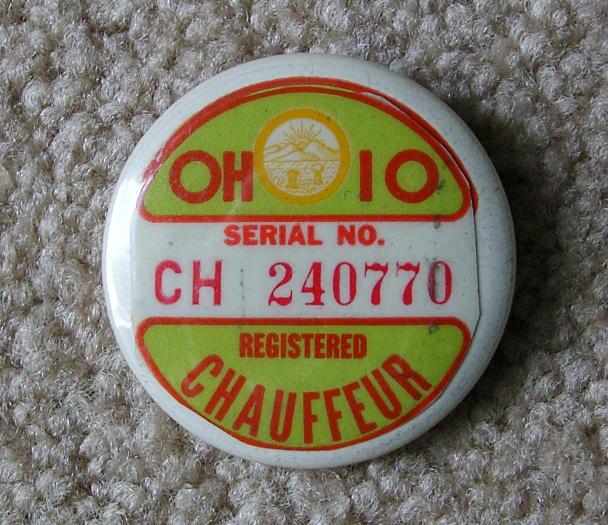 OHIO
SERIAL NO.
CH 240770
REGISTERED
CHAUFFEUR